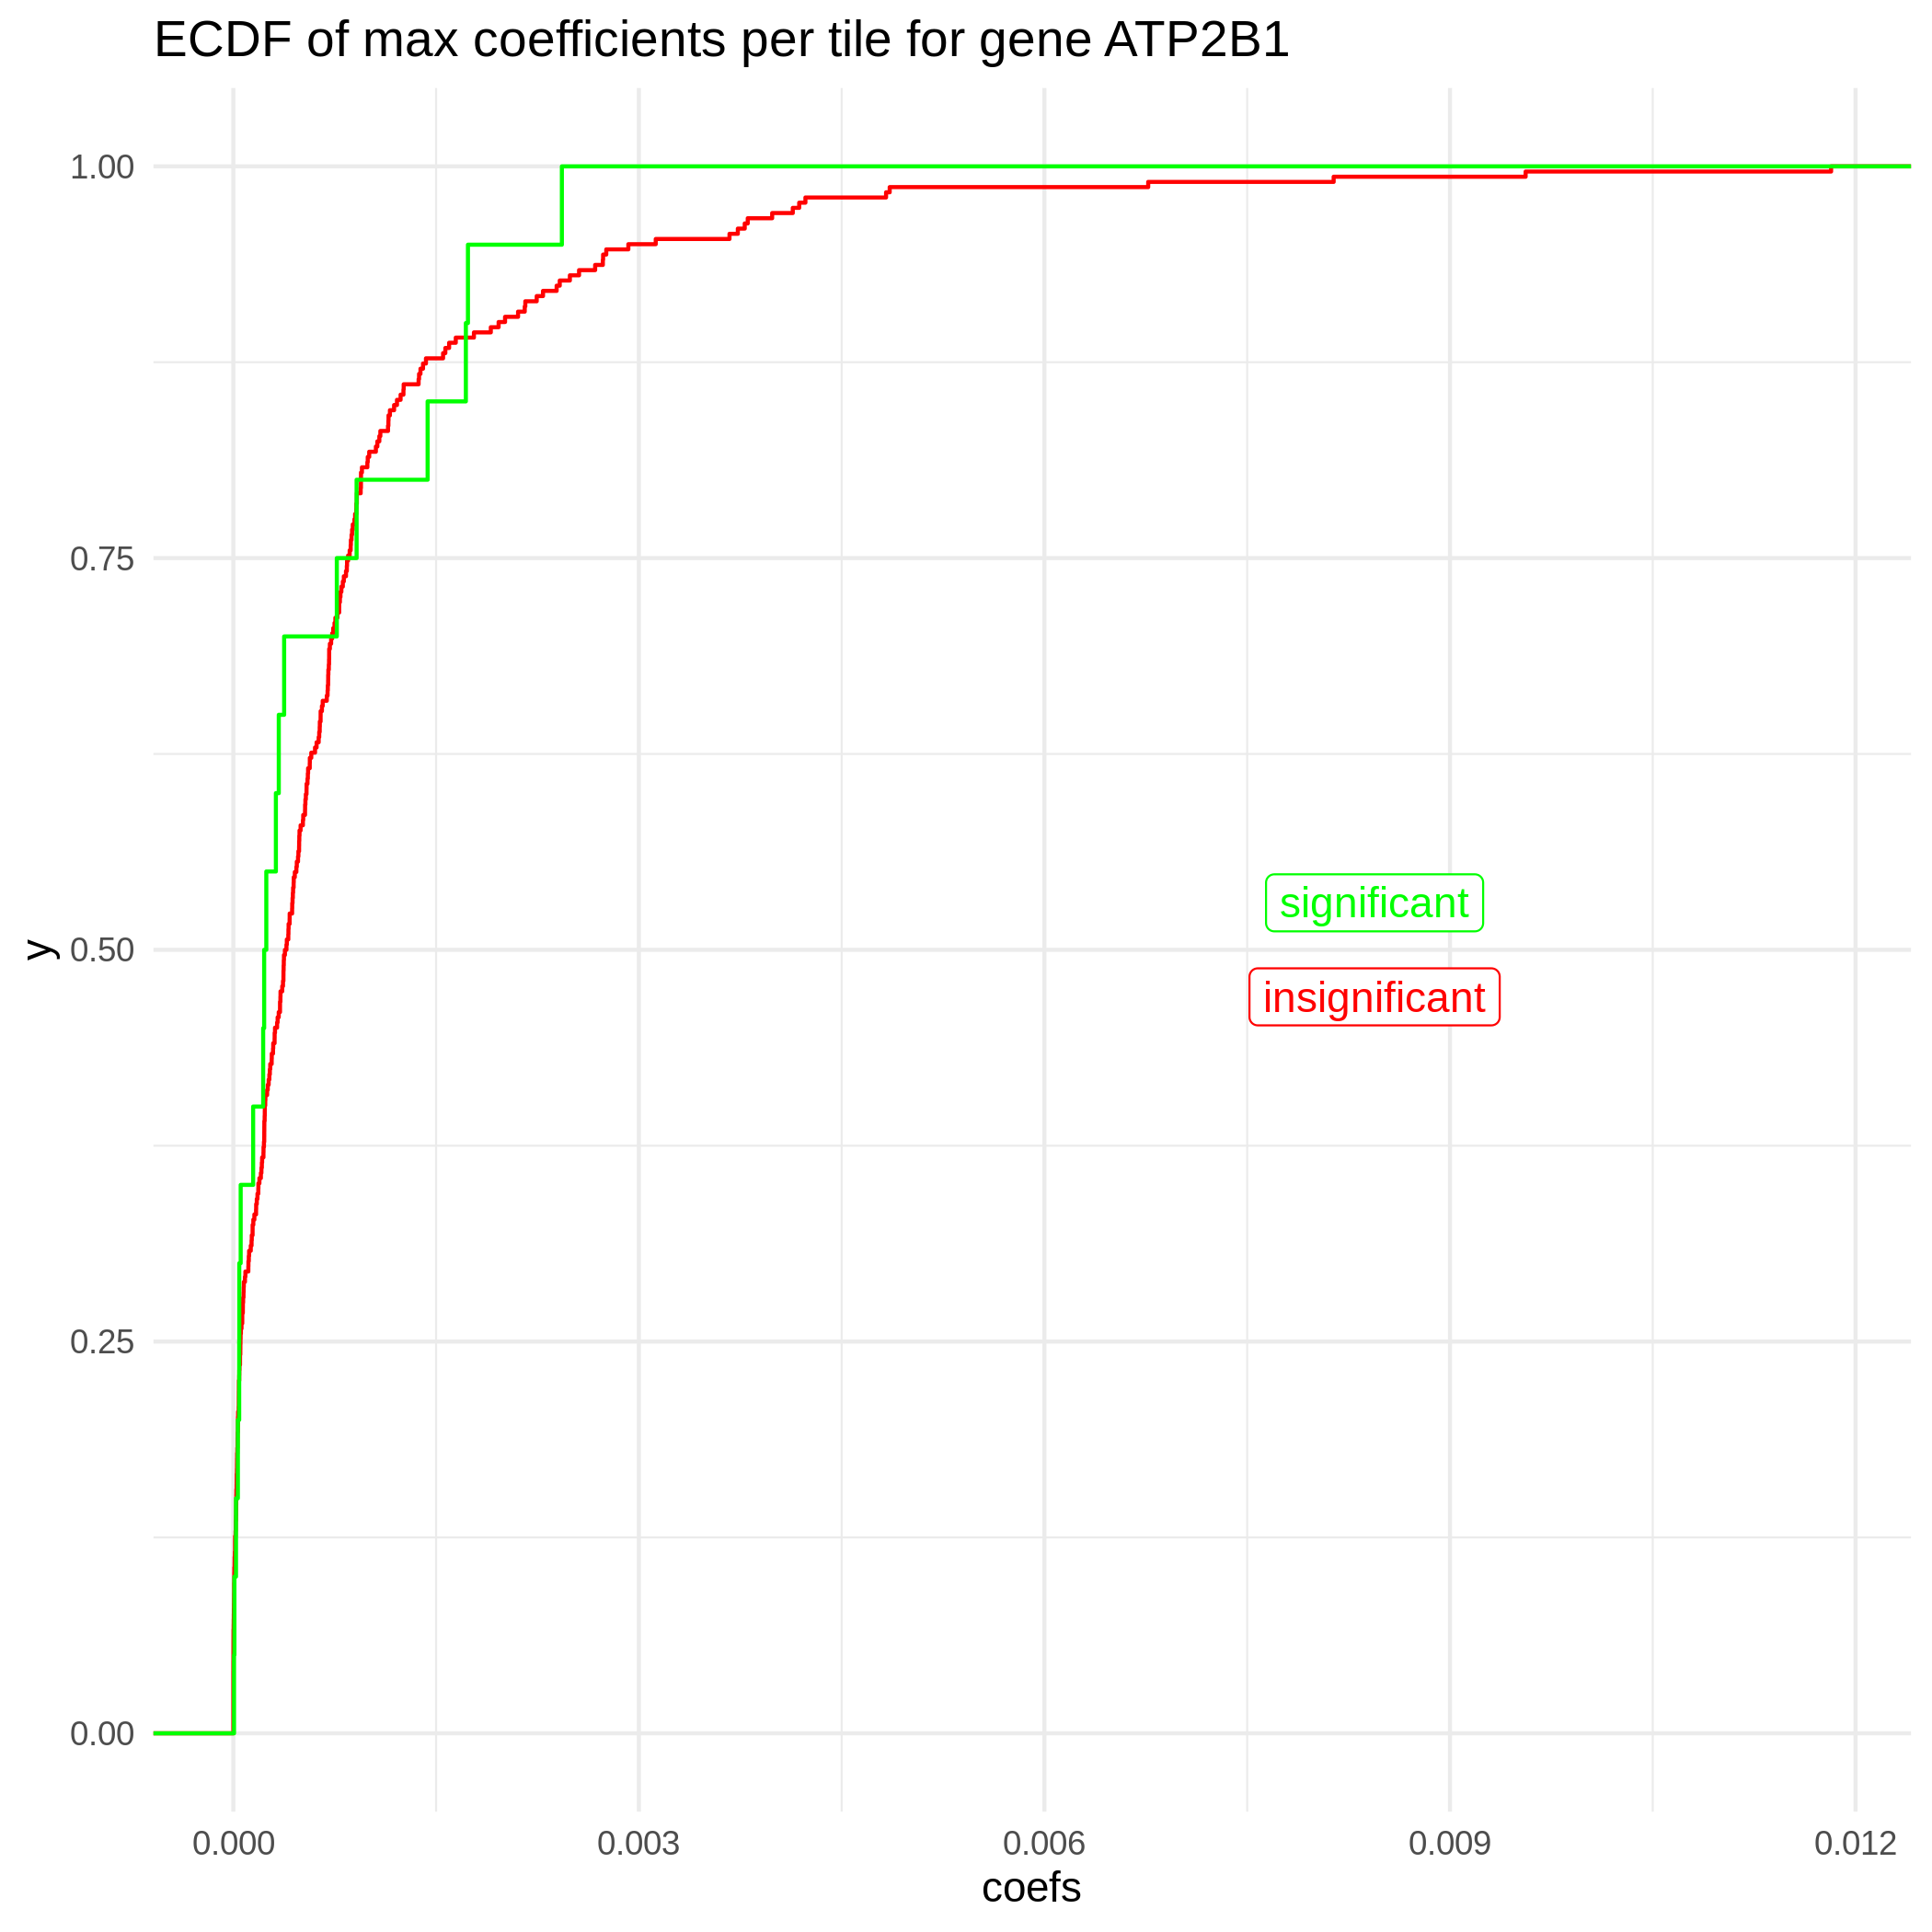 ECDF of max coefficients per tile for gene ATP2B1
1.00
0.75
0.50
0.25
0.00
y
significant
insignificant
0.000
0.003
0.006
0.009
0.012
coefs